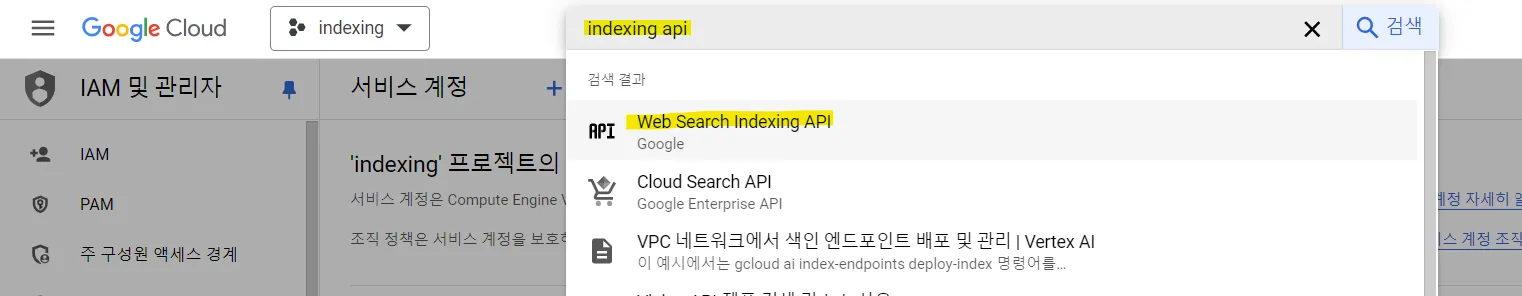 Google Cloud
indexing
indexing api
검색
IAM 및 관리자
서비스 계정
검색 결과
API
Web Search Indexing API
Google
IAM
'indexing' 프로젝트의
Cloud Search API
Google Enterprise API
PAM
서비스 계정은 Compute Engine
계정 자세히
VPC 네트워크에서 색인 엔드포인트 배포 및 관리 | Vertex AI
이 예시에서는 gcloud ai index-endpoints deploy-index 명령어를...
조직 정책은 서비스 계정을
계정 조직
주 구성원 액세스 경계